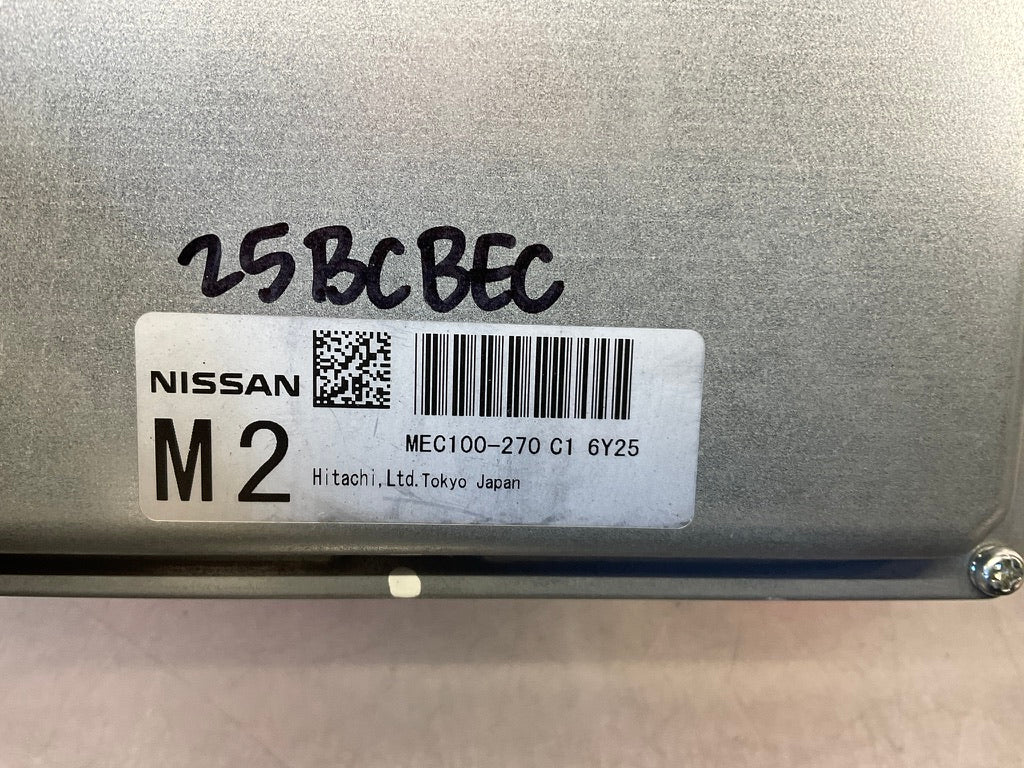 25BCBEC
NISSAN
M2
MEC100-270 C1 6Y25
Hitachi,Ltd.Tokyo Japan